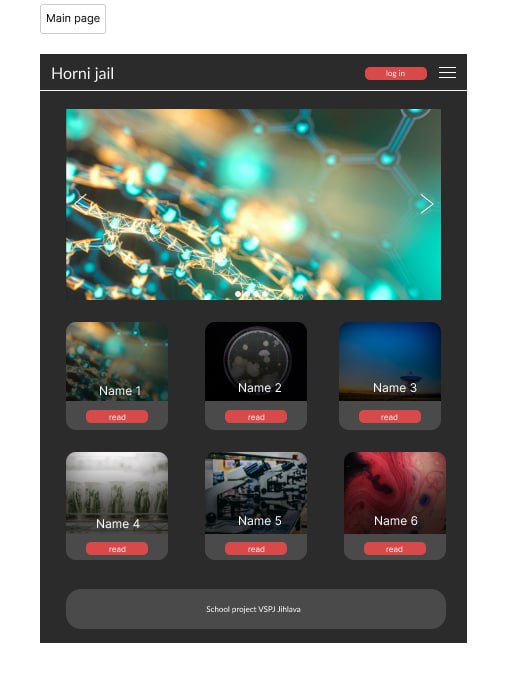 Main page
Horni jail
log in
Name 1
Name 2
Name 3
read
read
read
Name 4
Name 5
Name 6
read
read
read
School project VSPJ Jihlava